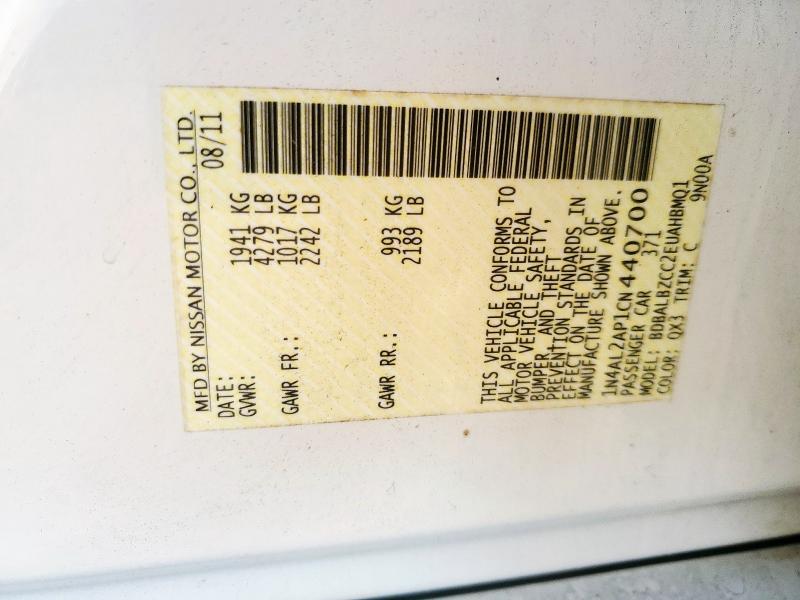 MFD BY NISSAN MOTOR CO., LTD.
DATE: 08/11
GVWR: 1941 KG
4279 LB
GAWR FR.: 1017 KG
2242 LB
GAWR RR.: 993 KG
2189 LB
THIS VEHICLE CONFORMS TO
ALL APPLICABLE FEDERAL
MOTOR VEHICLE SAFETY,
BUMPER, AND THEFT
PREVENTION STANDARDS IN
EFFECT ON THE DATE OF
MANUFACTURE SHOWN ABOVE.
1N4AL2AP1CN440700
PASSENGER CAR 371
MODEL: BDBALBZCC2EUAHBMQ1
COLOR: QX3 TRIM: C 9N00A